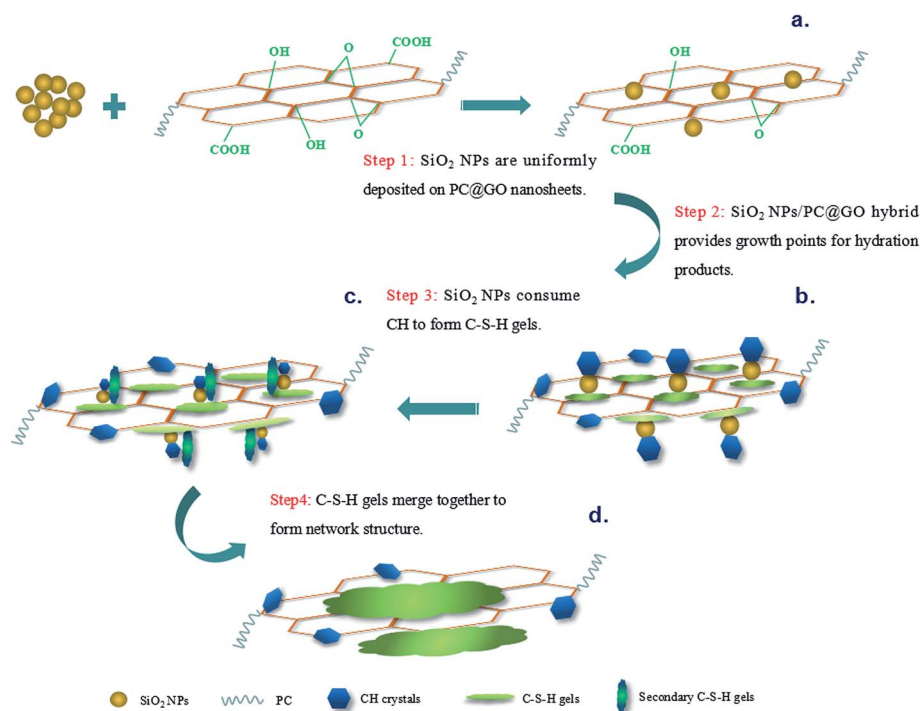 a.
OH
O
COOH
COOH
OH
O
OH
COOH
O
Step 1: SiO₂ NPs are uniformly
deposited on PC@GO nanosheets.
Step 2: SiO₂ NPs/PC@GO hybrid
provides growth points for hydration
products.
c.
Step 3: SiO₂ NPs consume
CH to form C-S-H gels.
b.
Step4: C-S-H gels merge together to
form network structure.
d.
SiO₂ NPs
PC
CH crystals
C-S-H gels
Secondary C-S-H gels